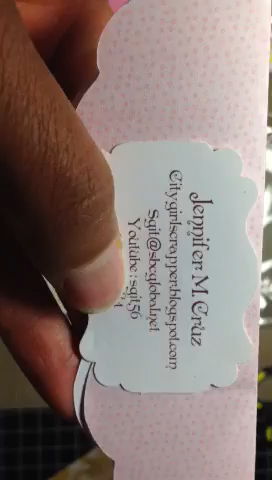 Jennifer M. Cruz
Citygirlscrapper.blogspot.com
Sgit@sbcglobal.net
Youtube: sgit56